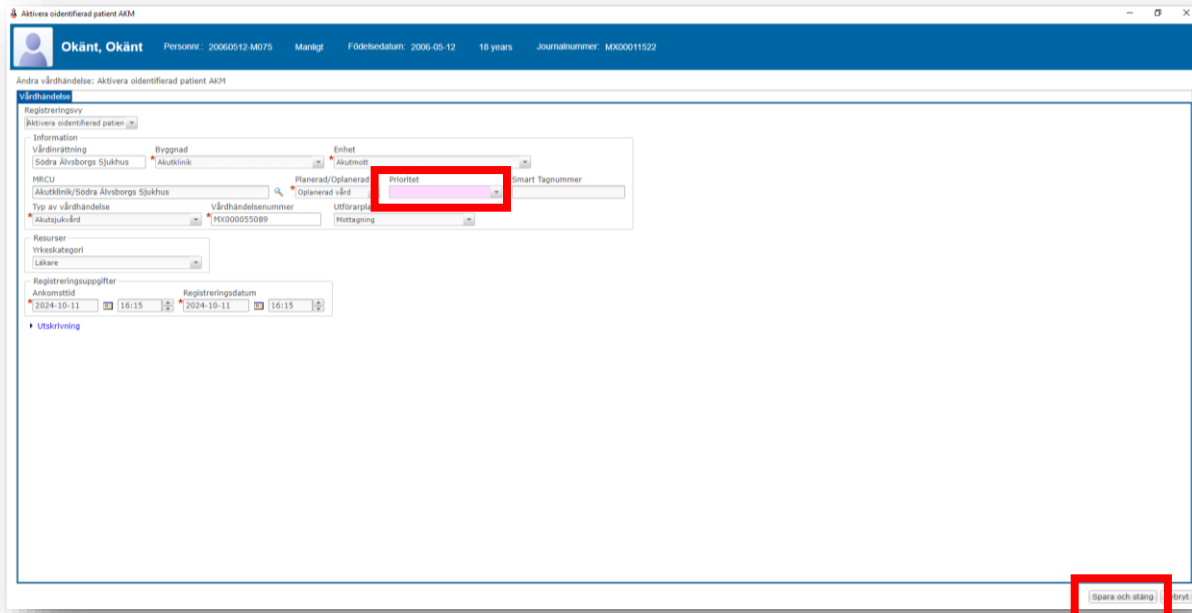 Aktivera oidentifierad patient AKM
Okänt, Okänt Personnr.: 20060512-M075 Manligt Födelsedatum: 2006-05-12 18 years Journalnummer: MX00011522
Ändra vårdhändelse: Aktivera oidentifierad patient AKM
Vårdhändelse
Registreringsvy
Aktivera oidentifierad patien
Information
Vårdinrättning Byggnad Enhet
Södra Älvsborgs Sjukhus * Akutklinik * Akutmott
MRCU Planerad/Oplanerad Prioritet Smart Tagnummer
Akutklinik/Södra Älvsborgs Sjukhus * Oplanerad vård
Typ av vårdhändelse Vårdhändelsenummer Utförarpla
* Akutsjukvård * MX000055089 Mottagning
Resurser
Yrkeskategori
Läkare
Registreringsuppgifter
Ankomsttid Registreringsdatum
* 2024-10-11 16:15 * 2024-10-11 16:15
Utskrivning
Spara och stäng bryt